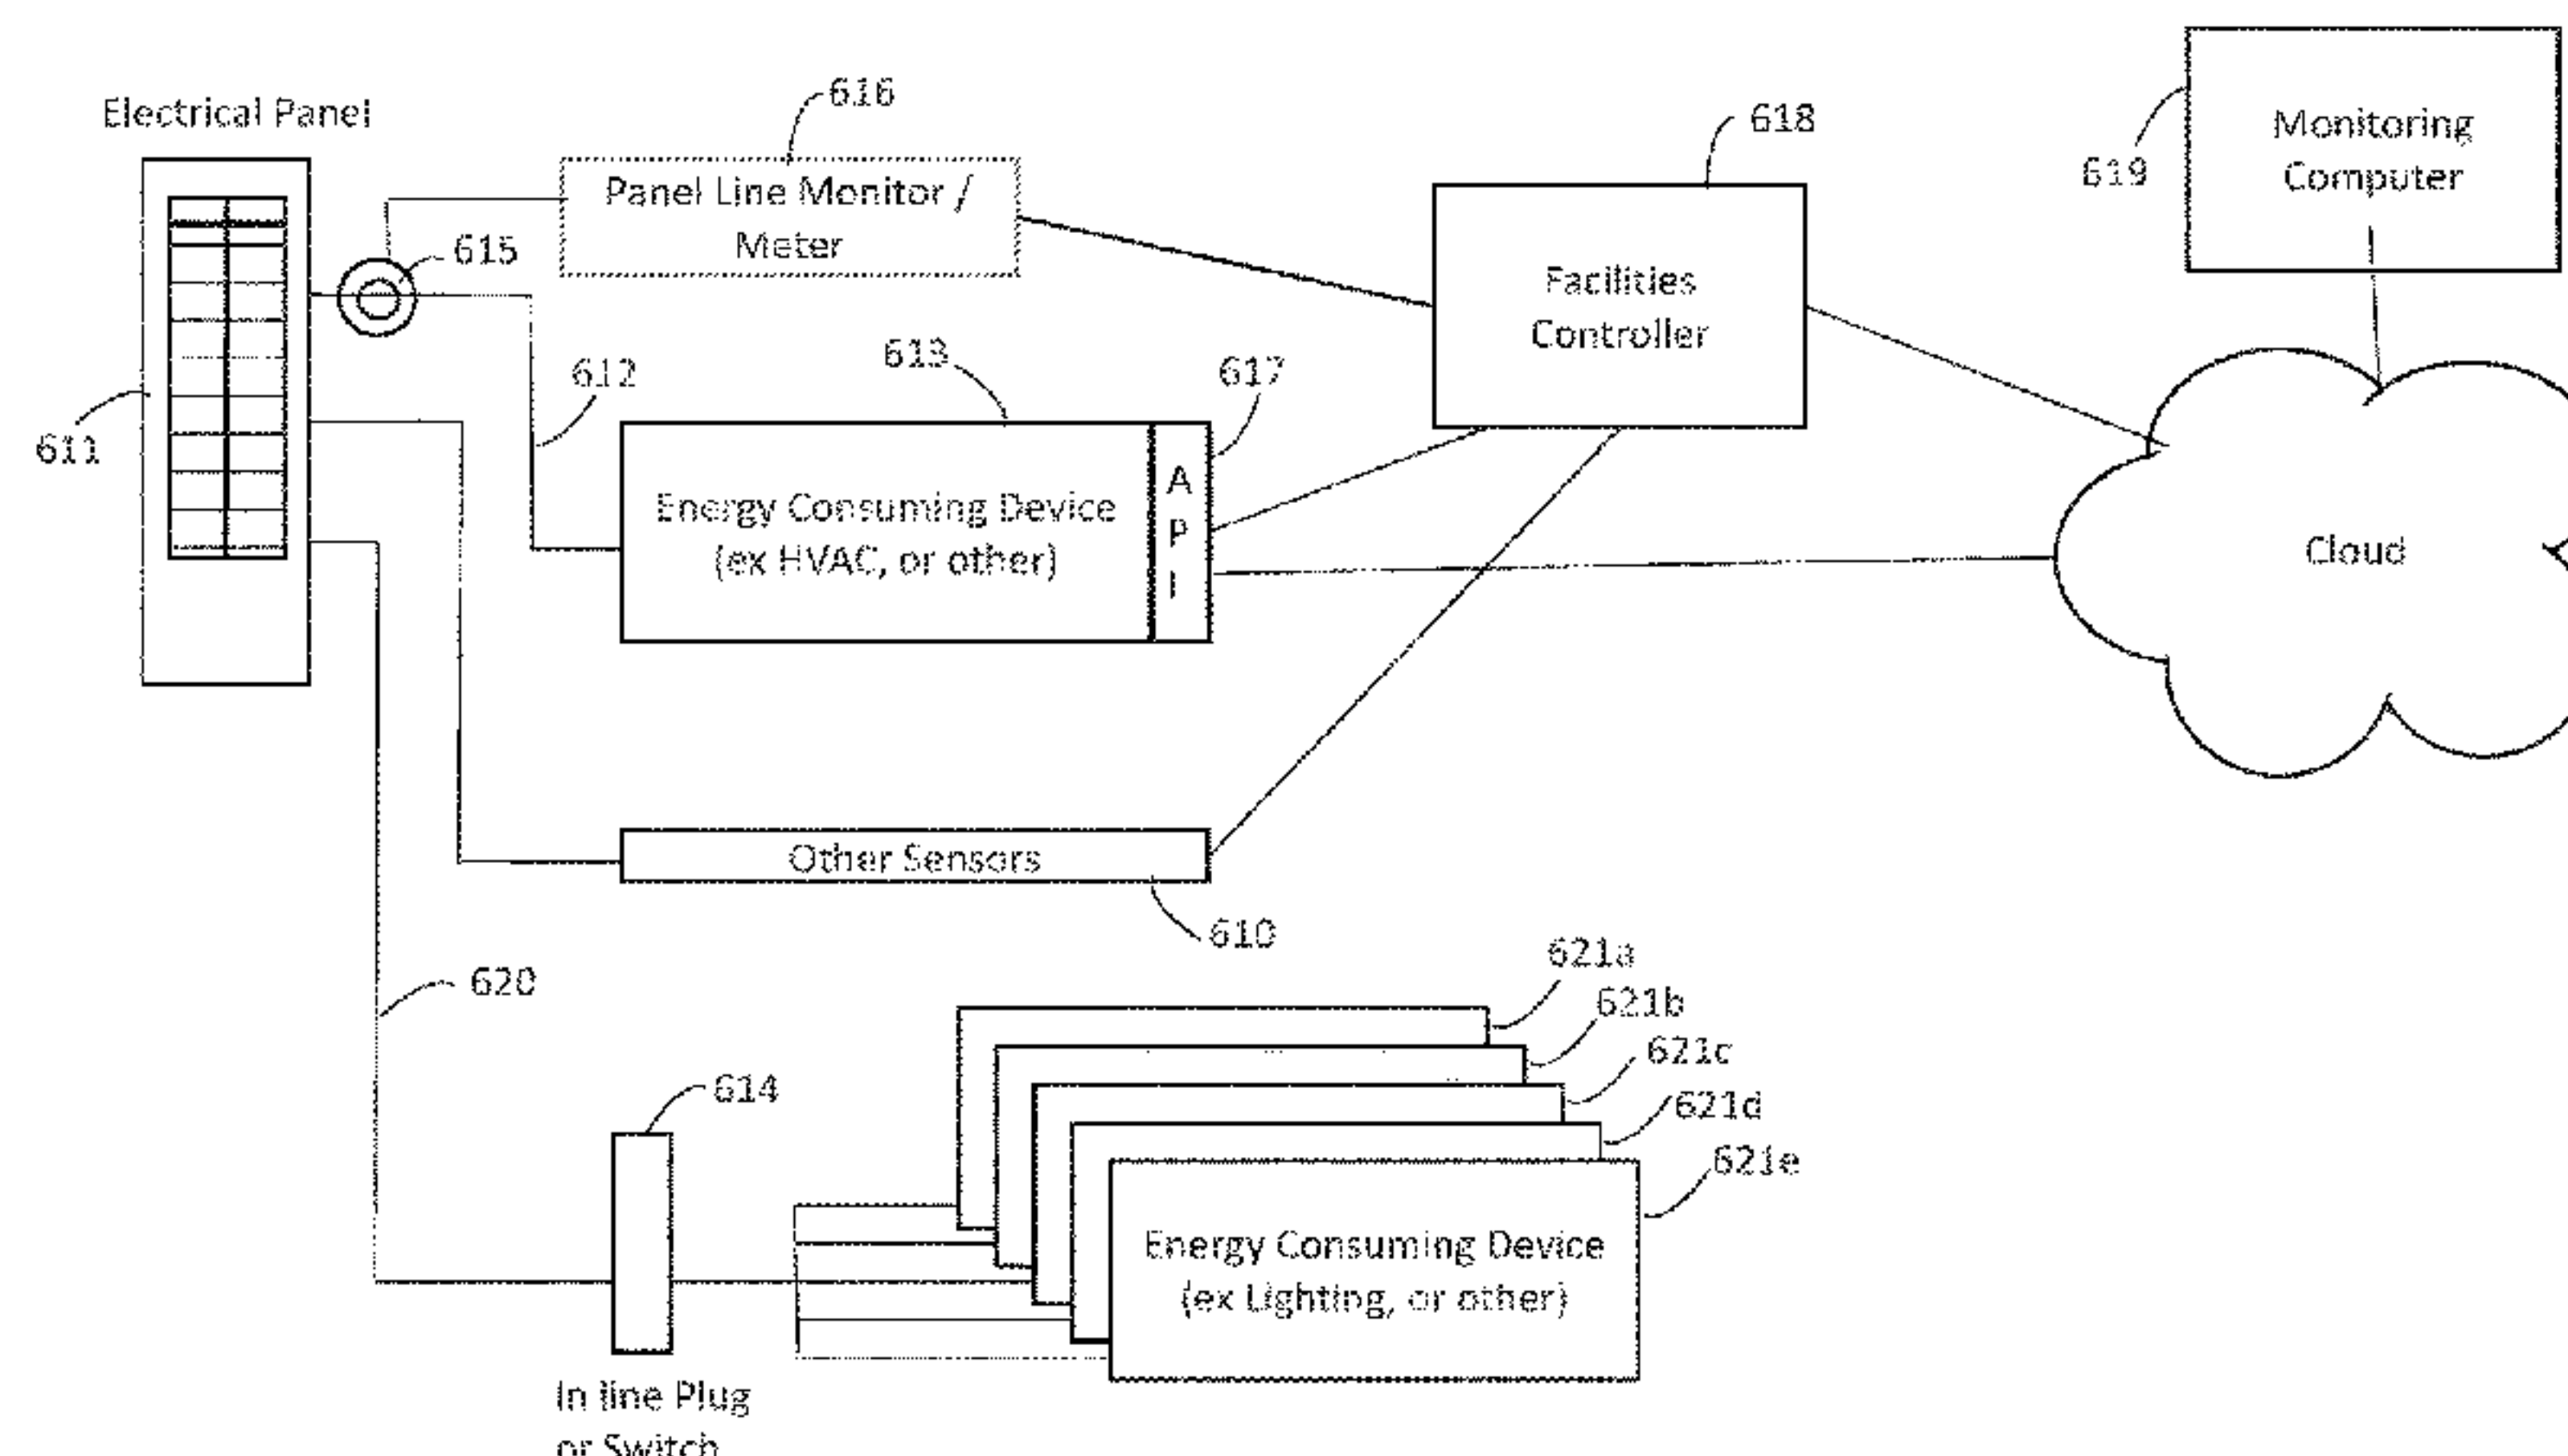 Electrical Panel
616
618
619
Monitoring
Computer
Panel Line Monitor /
Meter
615
Facilities
Controller
613
617
612
611
Energy Consuming Device
(ex HVAC, or other)
A
P
I
Cloud
Other Sensors
610
620
621a
621b
621c
621d
621e
614
Energy Consuming Device
(ex Lighting, or other)
In line Plug
or Switch